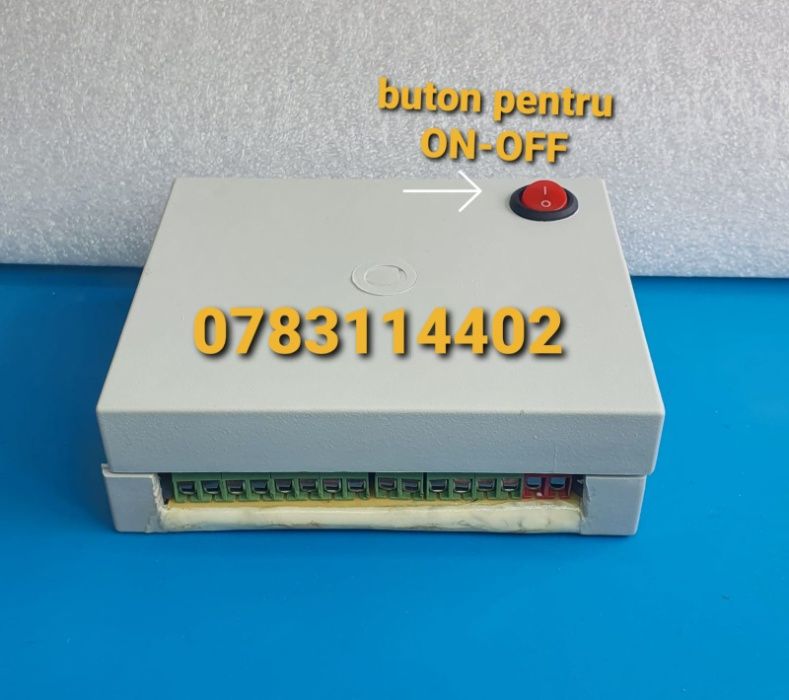 buton pentru
ON-OFF
I
O
0783114402